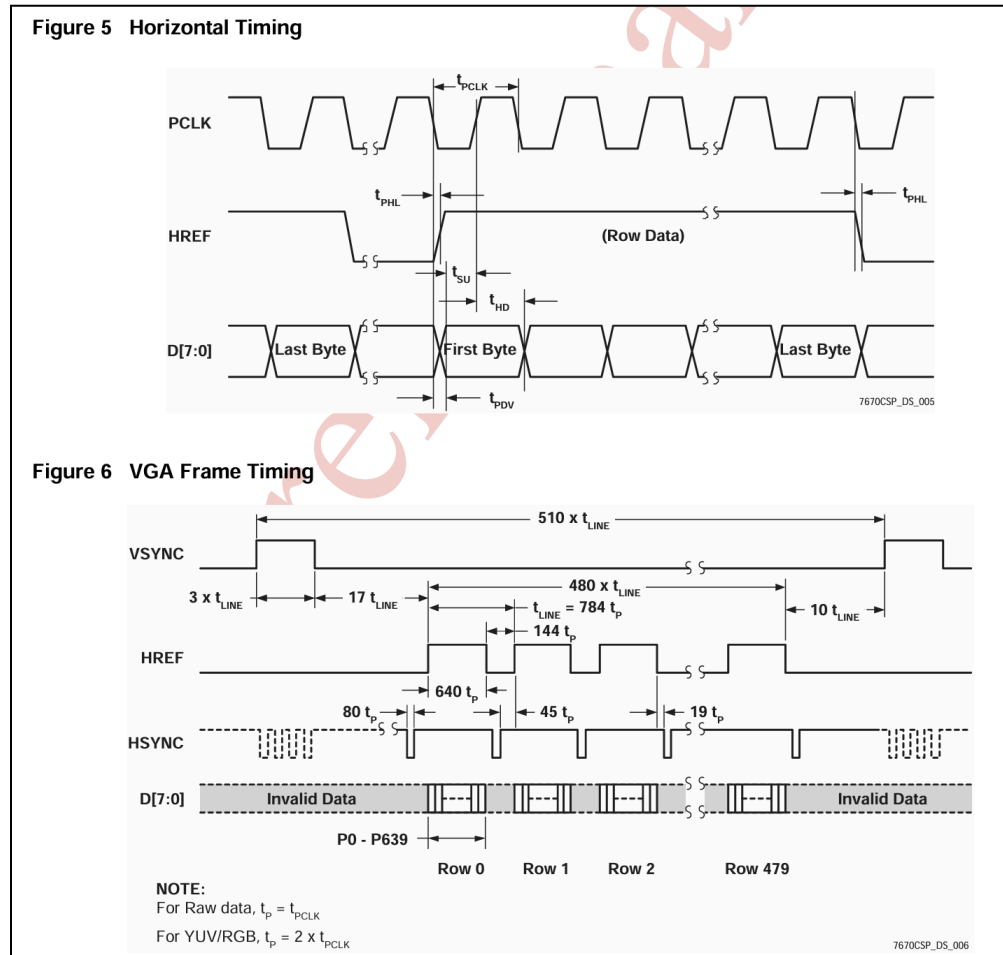 Figure 5 Horizontal Timing
tPCLK
PCLK
tPHL
tPHL
HREF
(Row Data)
tSU
tHD
D[7:0]
Last Byte
First Byte
Last Byte
tPDV
7670CSP_DS_005
Figure 6 VGA Frame Timing
510 x tLINE
VSYNC
480 x tLINE
3 x tLINE
17 tLINE
tLINE = 784 tP
10 tLINE
144 tP
HREF
640 tP
80 tP
45 tP
19 tP
HSYNC
D[7:0]
Invalid Data
Invalid Data
P0 - P639
Row 0
Row 1
Row 2
Row 479
NOTE:
For Raw data, tP = tPCLK
For YUV/RGB, tP = 2 x tPCLK
7670CSP_DS_006